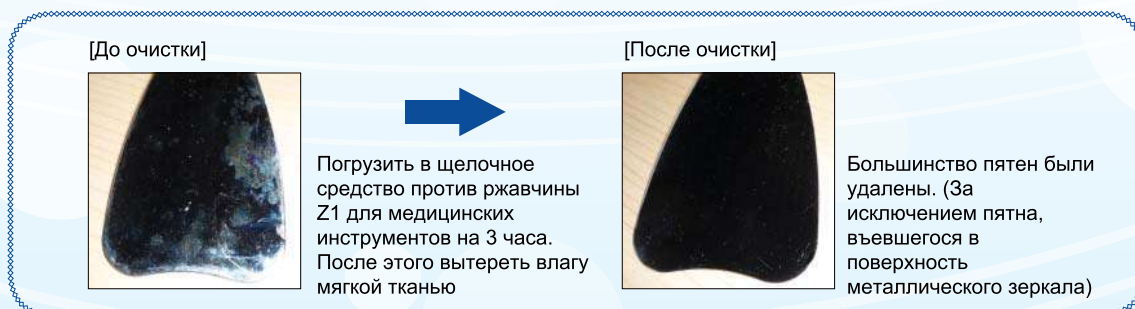 [До очистки]
Погрузить в щелочное
средство против ржавчины
Z1 для медицинских
инструментов на 3 часа.
После этого вытереть влагу
мягкой тканью
[После очистки]
Большинство пятен были
удалены. (За
исключением пятна,
въевшегося в
поверхность
металлического зеркала)